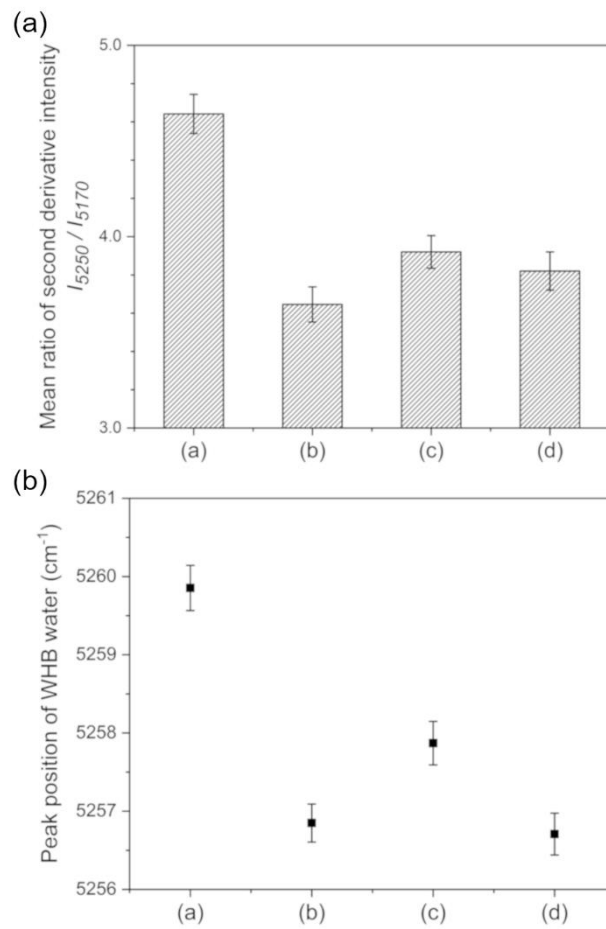 (a)
Mean ratio of second derivative intensity
I5250 / I5170
5.0
4.0
3.0
(a) (b) (c) (d)
(b)
Peak position of WHB water (cm-1)
5261
5260
5259
5258
5257
5256
(a) (b) (c) (d)